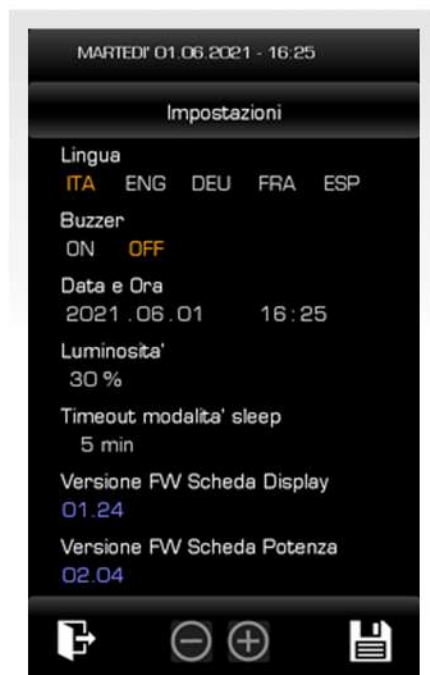 MARTEDI' 01.06.2021 - 16:25
Impostazioni
Lingua
ITA ENG DEU FRA ESP
Buzzer
ON OFF
Data e Ora
2021.06.01 16:25
Luminosita'
30 %
Timeout modalita' sleep
5 min
Versione FW Scheda Display
01.24
Versione FW Scheda Potenza
02.04